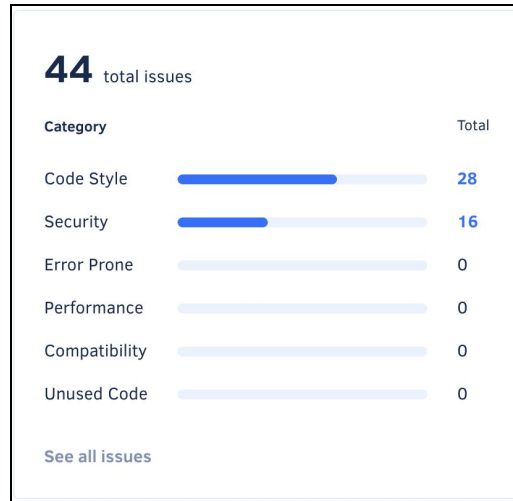 44 total issues
Category Total
Code Style 28
Security 16
Error Prone 0
Performance 0
Compatibility 0
Unused Code 0
See all issues